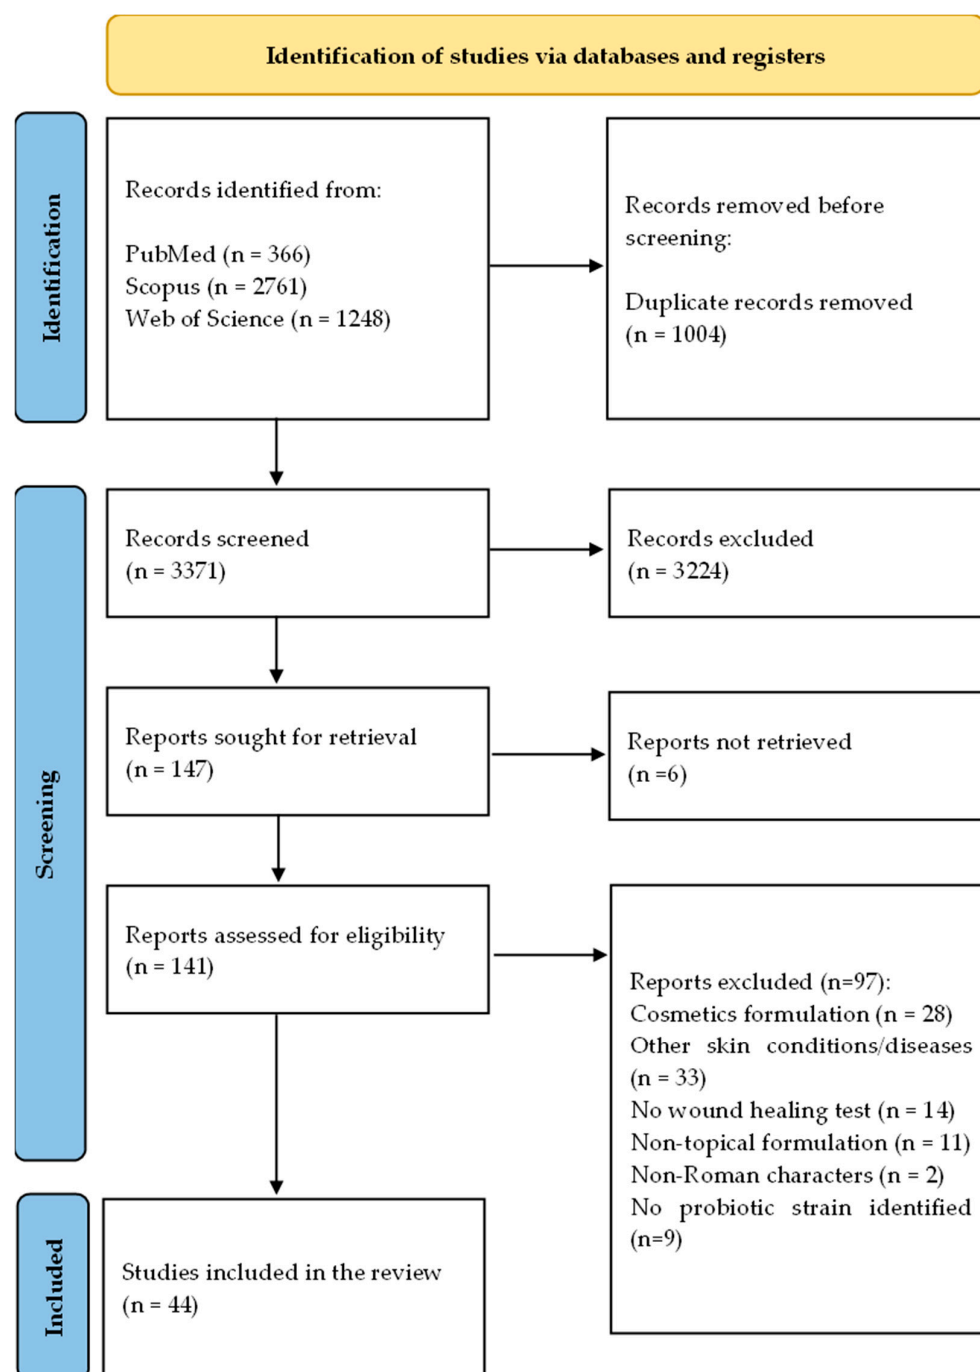 Identification of studies via databases and registers
Identification
Records identified from:
PubMed (n = 366)
Scopus (n = 2761)
Web of Science (n = 1248)
Records removed before
screening:
Duplicate records removed
(n = 1004)
Screening
Records screened
(n = 3371)
Records excluded
(n = 3224)
Reports sought for retrieval
(n = 147)
Reports not retrieved
(n =6)
Reports assessed for eligibility
(n = 141)
Reports excluded (n=97):
Cosmetics formulation (n = 28)
Other skin conditions/diseases
(n = 33)
No wound healing test (n = 14)
Non-topical formulation (n = 11)
Non-Roman characters (n = 2)
No probiotic strain identified
(n=9)
Included
Studies included in the review
(n = 44)